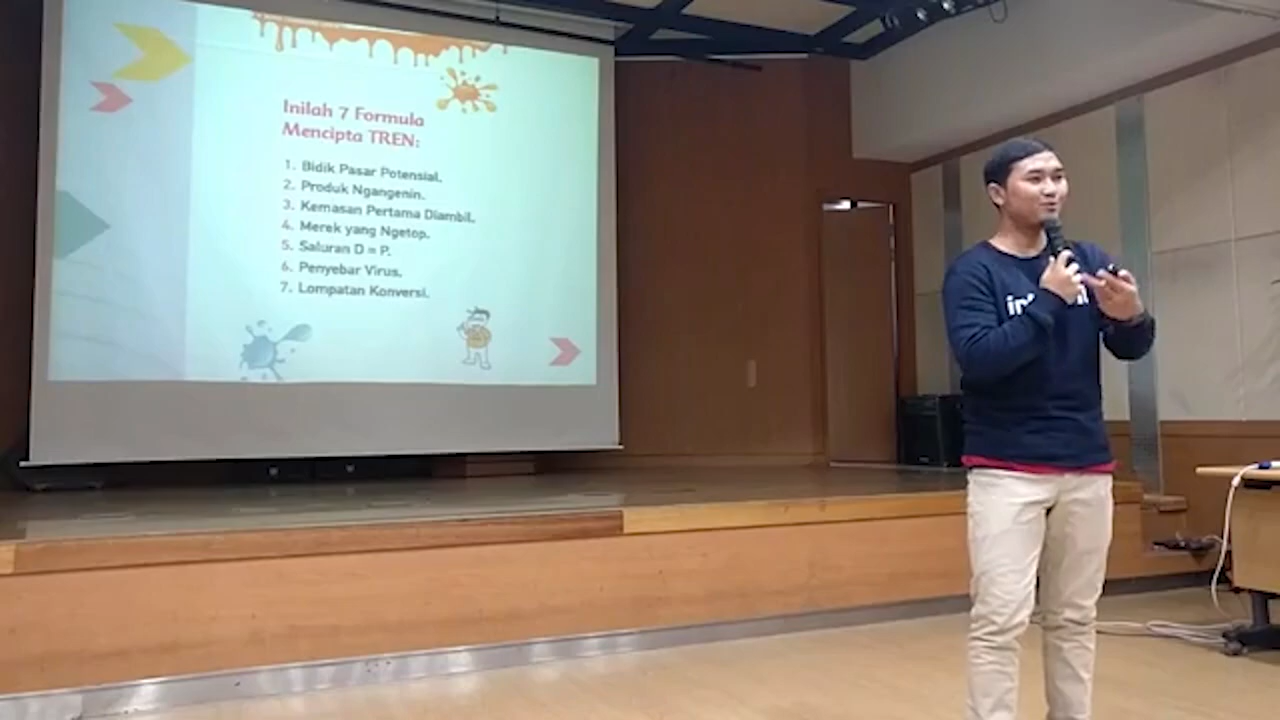 Inilah 7 Formula
Mencipta TREN:
1. Bidik Pasar Potensial.
2. Produk Ngangenin.
3. Kemasan Pertama Diambil.
4. Merek yang Ngetop.
5. Saluran D = P.
6. Penyebar Virus.
7. Lompatan Konversi.